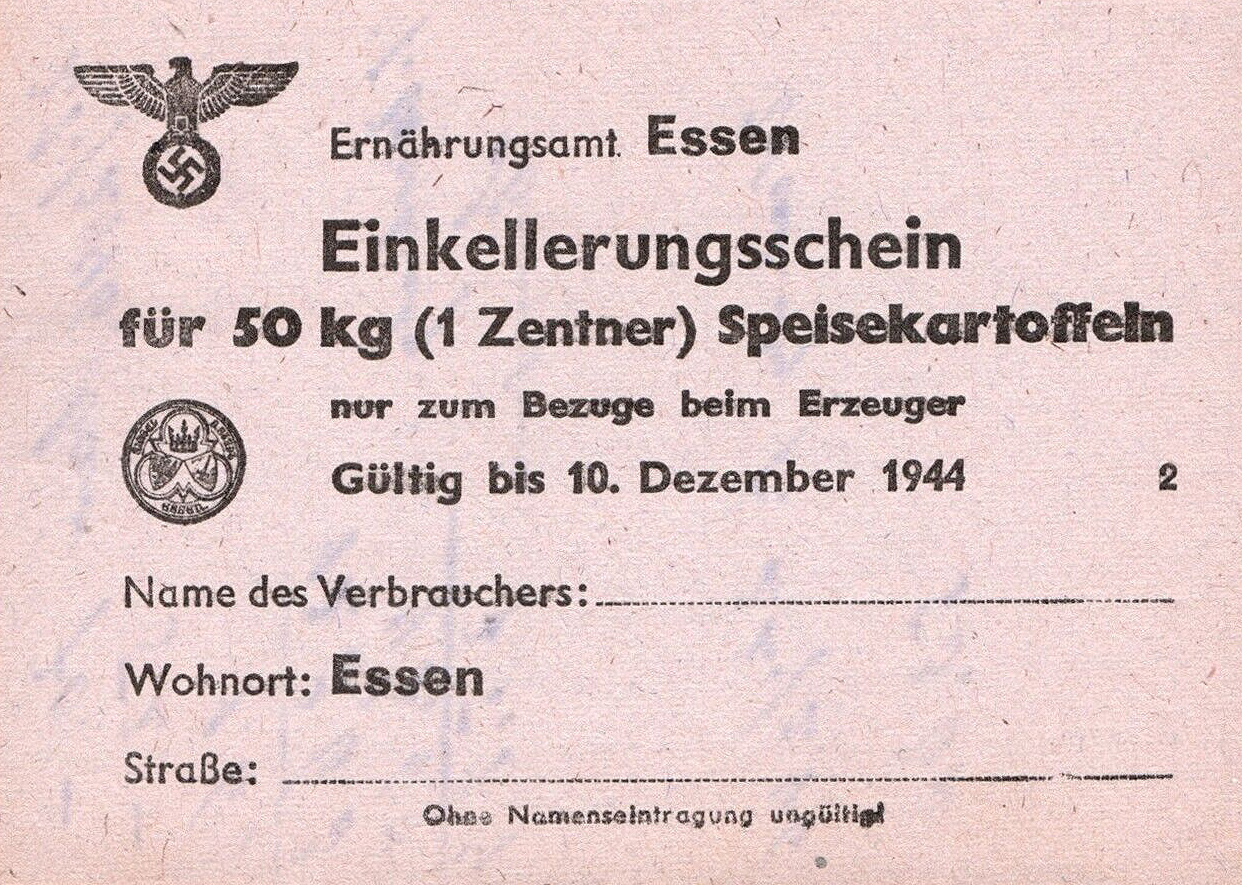 Ernährungsamt Essen
Einkellerungsschein
für 50 kg (1 Zentner) Speisekartoffeln
nur zum Bezuge beim Erzeuger
Gültig bis 10. Dezember 1944 2
ESSEN
Name des Verbrauchers:
Wohnort: Essen
Straße:
Ohne Namenseintragung ungültig!